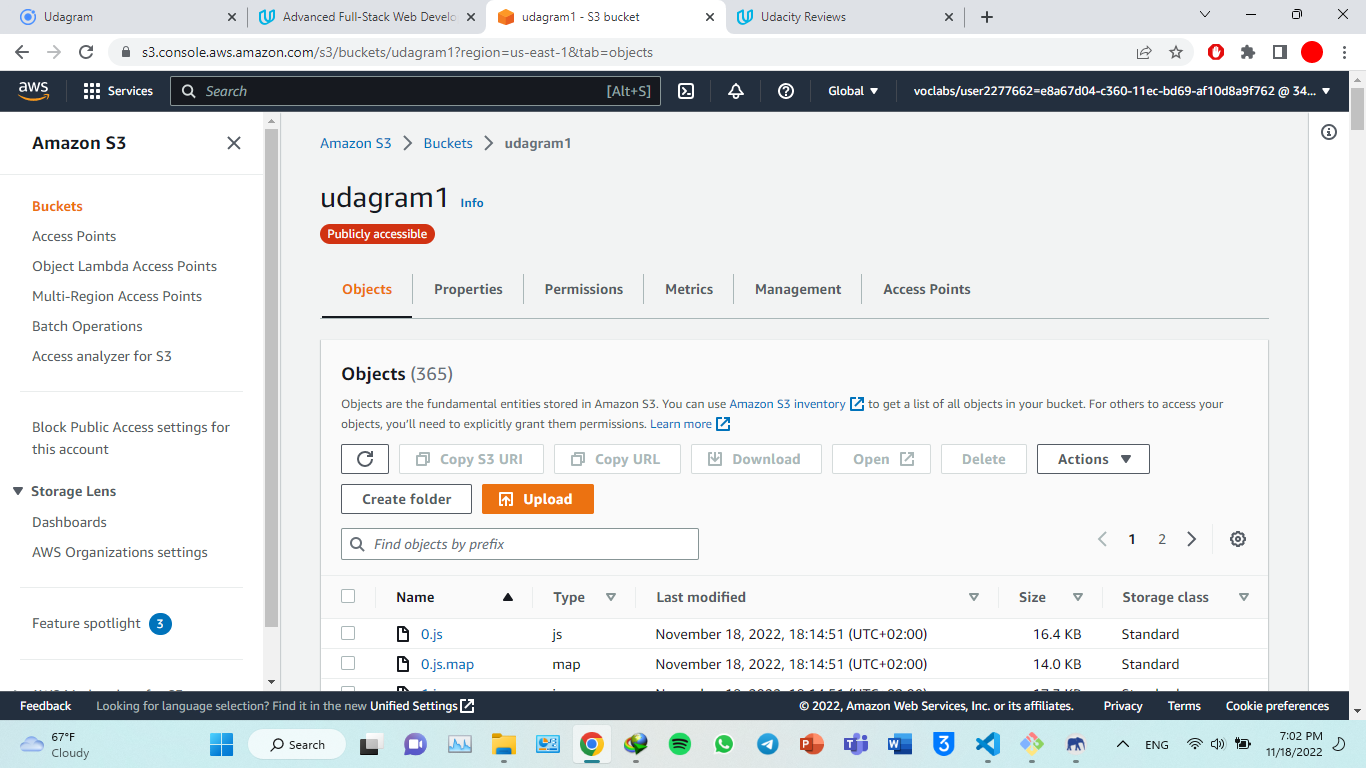 Udagram
Advanced Full-Stack Web Develo
udagram1 - S3 bucket
Udacity Reviews
s3.console.aws.amazon.com/s3/buckets/udagram1?region=us-east-1&tab=objects
aws
Services
Search
[Alt+S]
Global
voclabs/user2277662=e8a67d04-c360-11ec-bd69-af10d8a9f762 @ 34...
Amazon S3
Buckets
Access Points
Object Lambda Access Points
Multi-Region Access Points
Batch Operations
Access analyzer for S3
Block Public Access settings for
this account
Storage Lens
Dashboards
AWS Organizations settings
Feature spotlight 3
Amazon S3 > Buckets > udagram1
udagram1 Info
Publicly accessible
Objects
Properties
Permissions
Metrics
Management
Access Points
Objects (365)
Objects are the fundamental entities stored in Amazon S3. You can use Amazon S3 inventory to get a list of all objects in your bucket. For others to access your
objects, you'll need to explicitly grant them permissions. Learn more
Copy S3 URI
Copy URL
Download
Open
Delete
Actions
Create folder
Upload
Find objects by prefix
1 2
Name Type Last modified Size Storage class
0.js js November 18, 2022, 18:14:51 (UTC+02:00) 16.4 KB Standard
0.js.map map November 18, 2022, 18:14:51 (UTC+02:00) 14.0 KB Standard
Feedback
Looking for language selection? Find it in the new Unified Settings
© 2022, Amazon Web Services, Inc. or its affiliates.
Privacy
Terms
Cookie preferences
67°F
Cloudy
Search
ENG
7:02 PM
11/18/2022